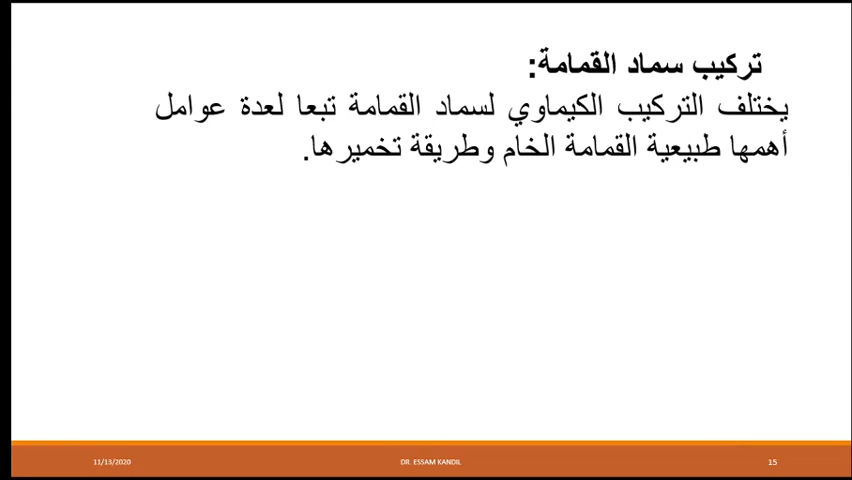 تركيب سماد القمامة:
يختلف التركيب الكيماوي لسماد القمامة تبعا لعدة عوامل
أهمها طبيعية القمامة الخام وطريقة تخميرها.
11/13/2020
DR. ESSAM KANDIL
15